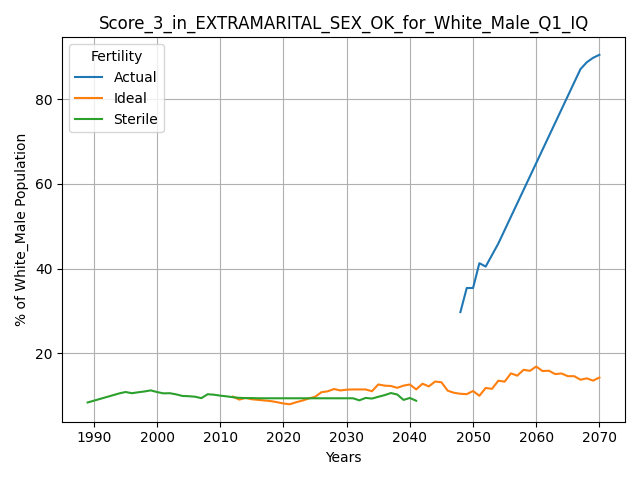 Score_3_in_EXTRAMARITAL_SEX_OK_for_White_Male_Q1_IQ
Fertility
Actual
Ideal
Sterile
% of White_Male Population
80
60
40
20
1990 2000 2010 2020 2030 2040 2050 2060 2070
Years